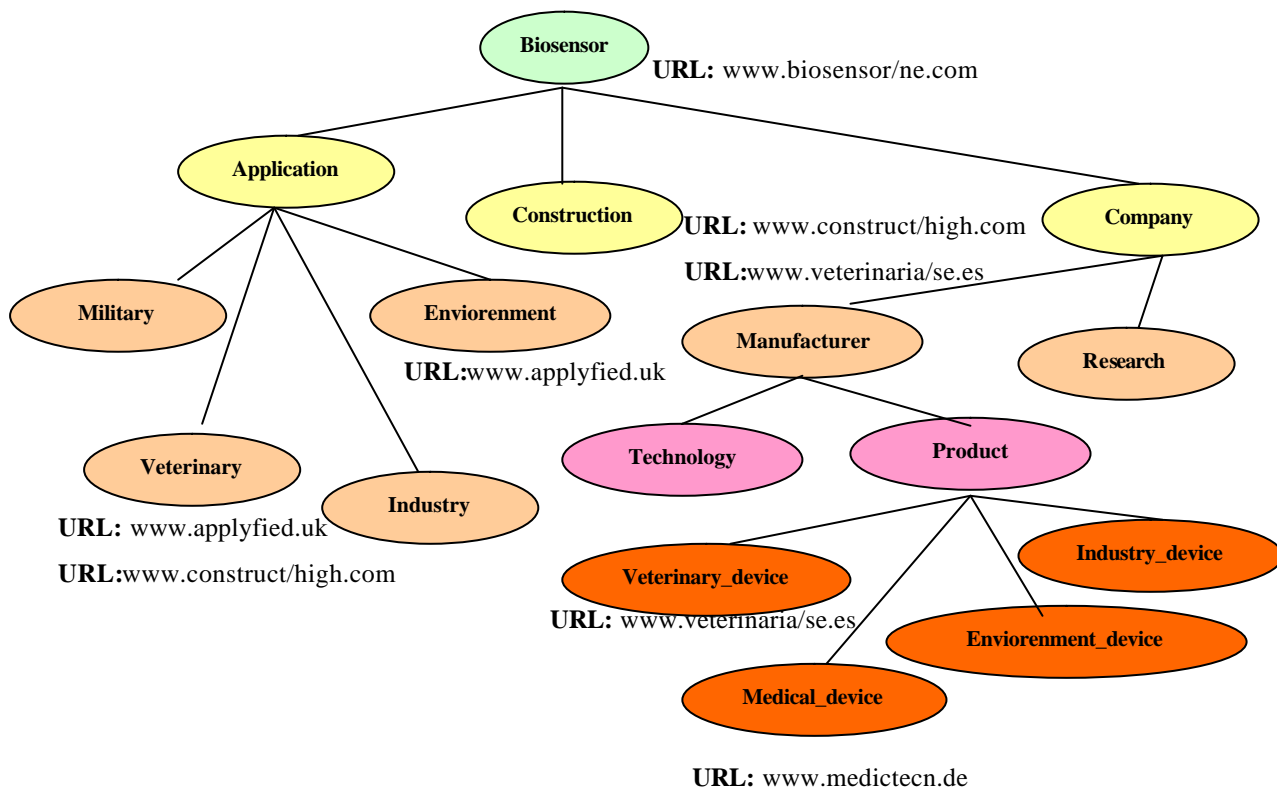 Biosensor
URL: www.biosensor/ne.com
Application
Construction
URL: www.construct/high.com
URL:www.veterinaria/se.es
Company
Military
Enviorenment
URL:www.applyfied.uk
Manufacturer
Research
Veterinary
URL: www.applyfied.uk
URL:www.construct/high.com
Industry
Technology
Product
Veterinary_device
URL: www.veterinaria/se.es
Industry_device
Enviorenment_device
Medical_device
URL: www.medictecn.de